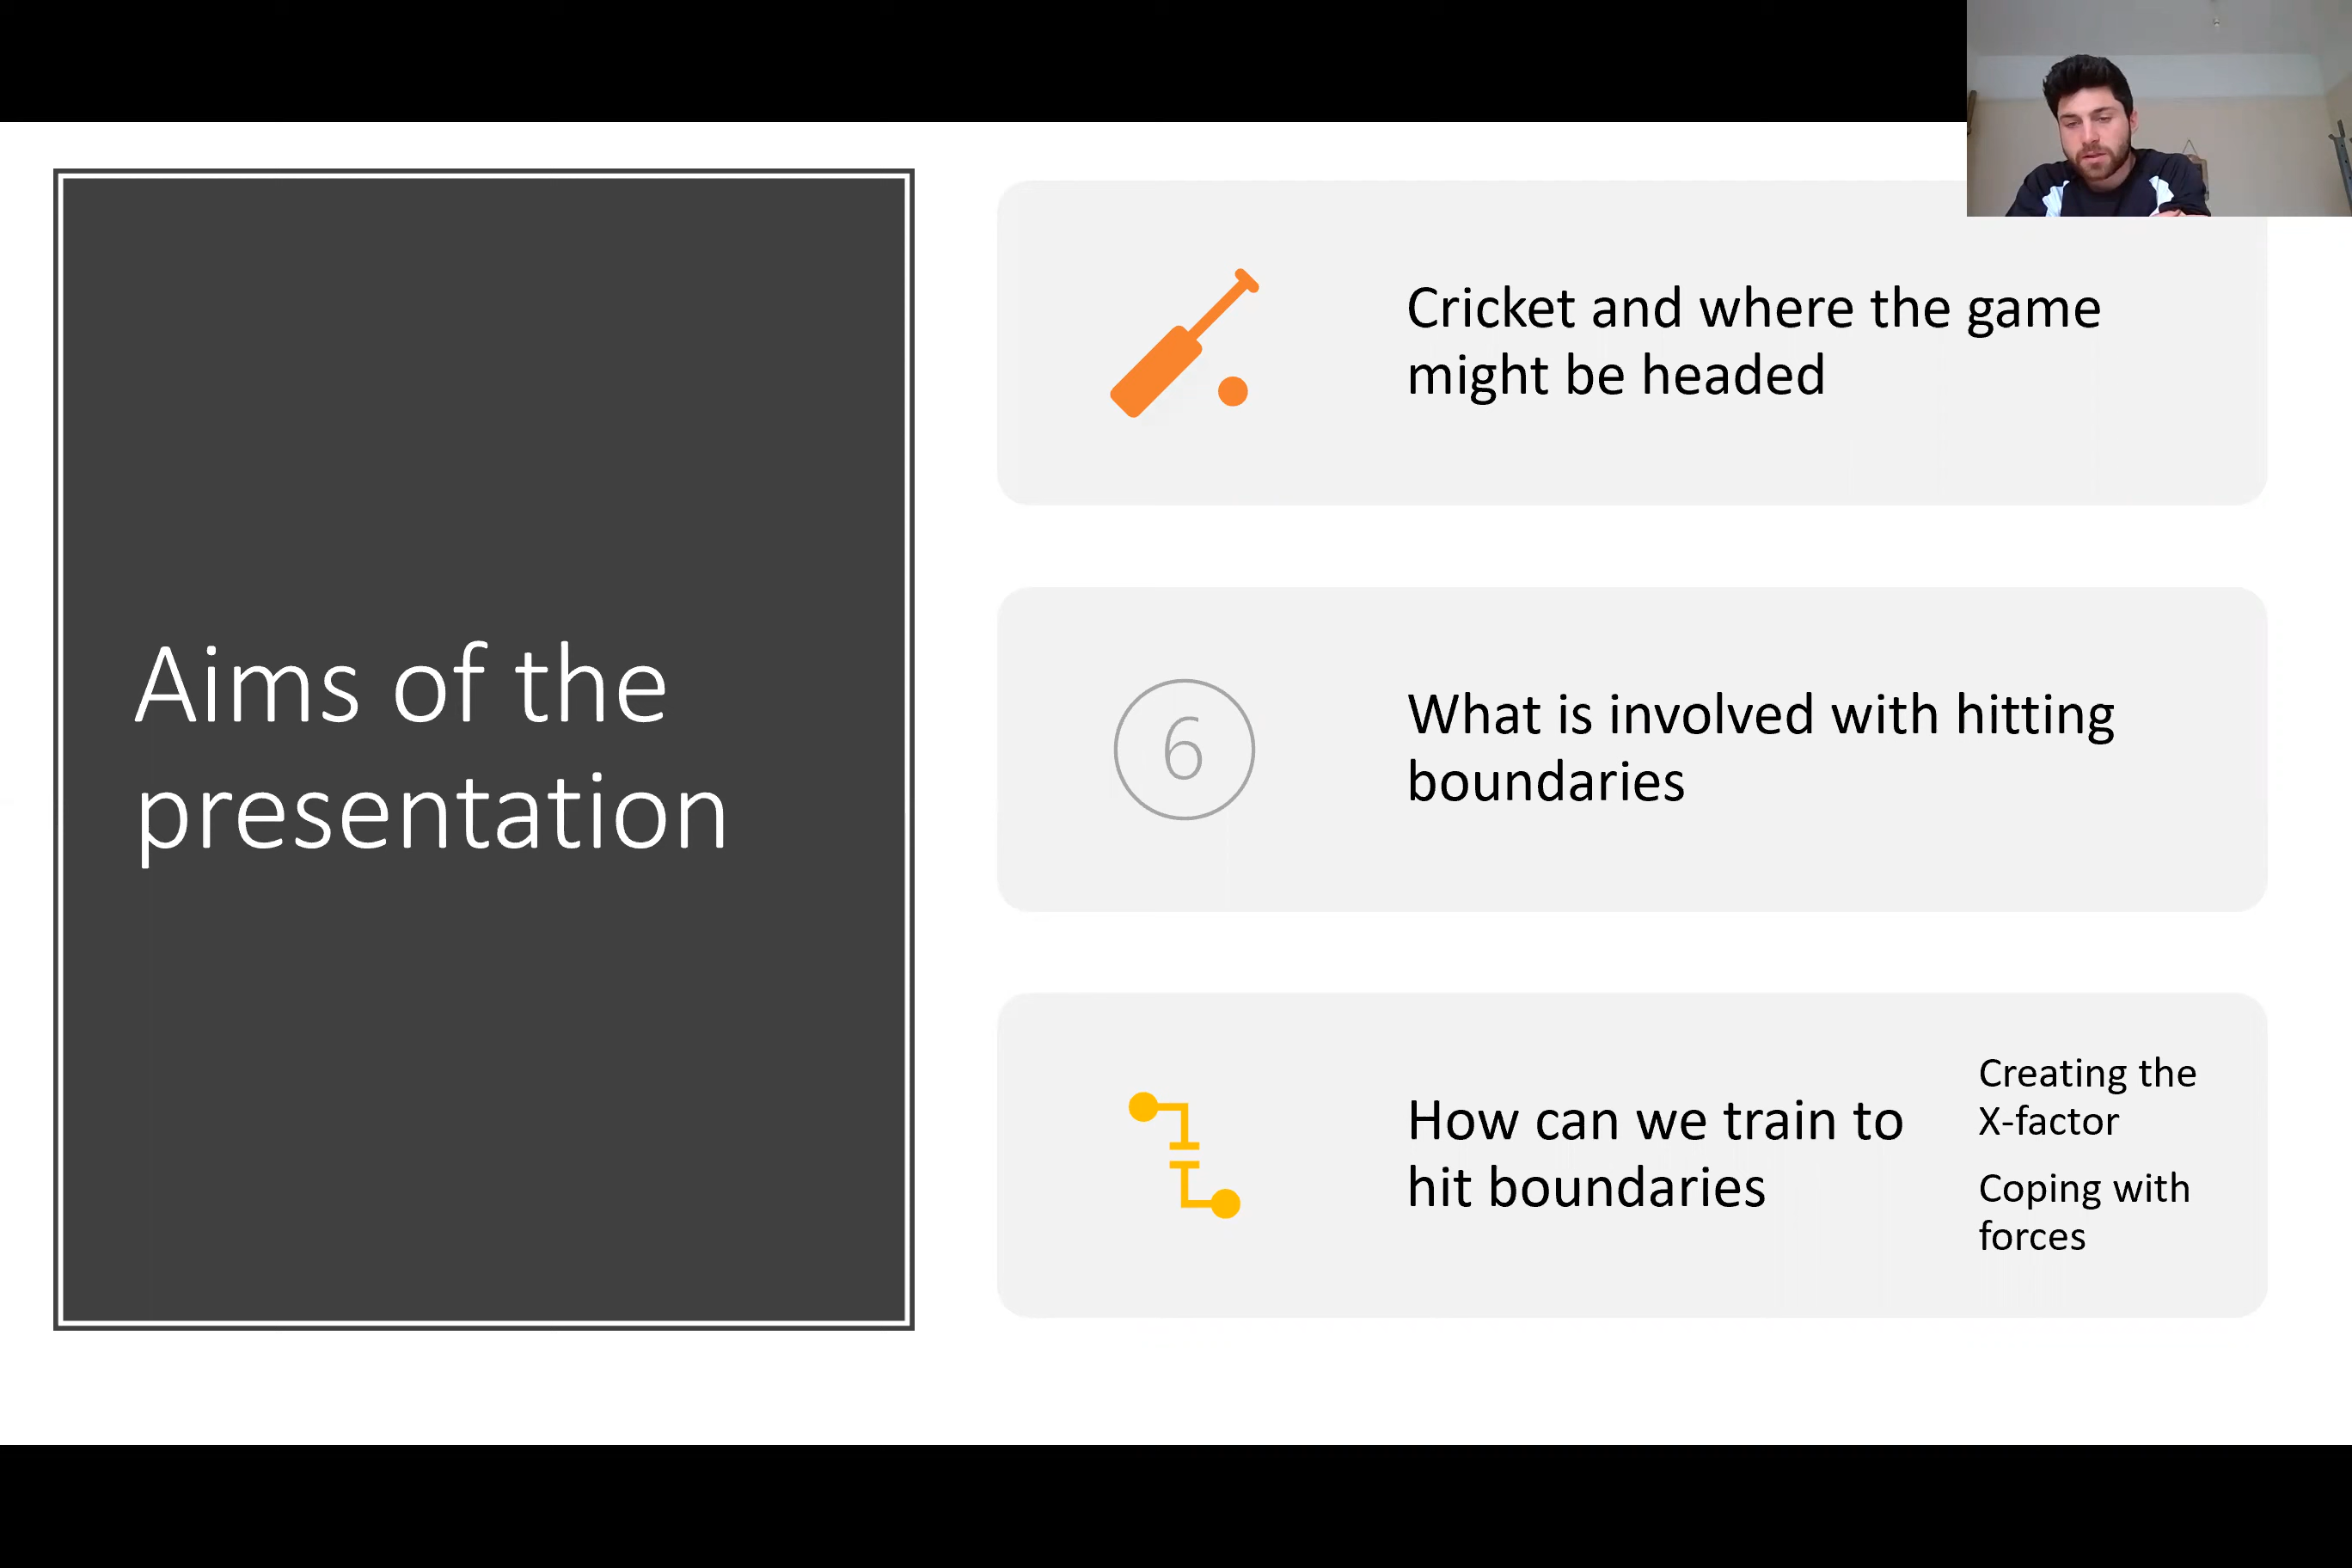 Aims of the
presentation
Cricket and where the game
might be headed
6
What is involved with hitting
boundaries
How can we train to
hit boundaries
Creating the
X-factor
Coping with
forces